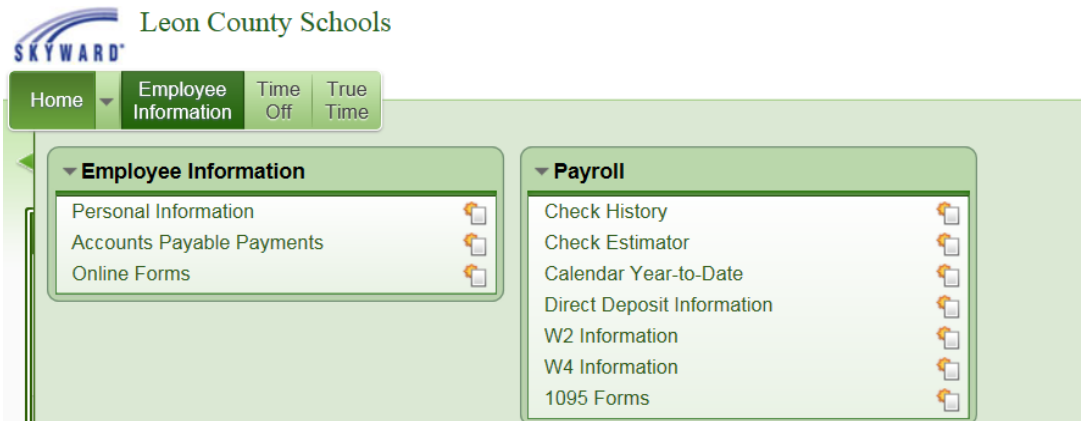 Leon County Schools
SKYWARD
Home
Employee Information
Time Off
True Time
Employee Information
Personal Information
Accounts Payable Payments
Online Forms
Payroll
Check History
Check Estimator
Calendar Year-to-Date
Direct Deposit Information
W2 Information
W4 Information
1095 Forms